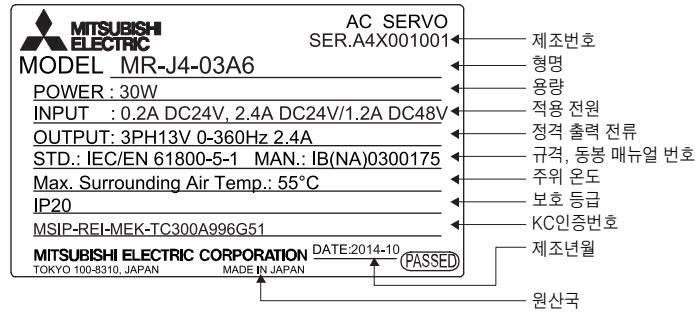 MITSUBISHI
ELECTRIC
AC SERVO
SER.A4X001001
제조번호
MODEL MR-J4-03A6
형명
POWER : 30W
용량
INPUT : 0.2A DC24V, 2.4A DC24V/1.2A DC48V
적용 전원
OUTPUT: 3PH13V 0-360Hz 2.4A
정격 출력 전류
STD.: IEC/EN 61800-5-1 MAN.: IB(NA)0300175
규격, 동봉 매뉴얼 번호
Max. Surrounding Air Temp.: 55°C
주위 온도
IP20
보호 등급
MSIP-REI-MEK-TC300A996G51
KC인증번호
MITSUBISHI ELECTRIC CORPORATION
DATE:2014-10
PASSED
제조년월
TOKYO 100-8310, JAPAN MADE IN JAPAN
원산국